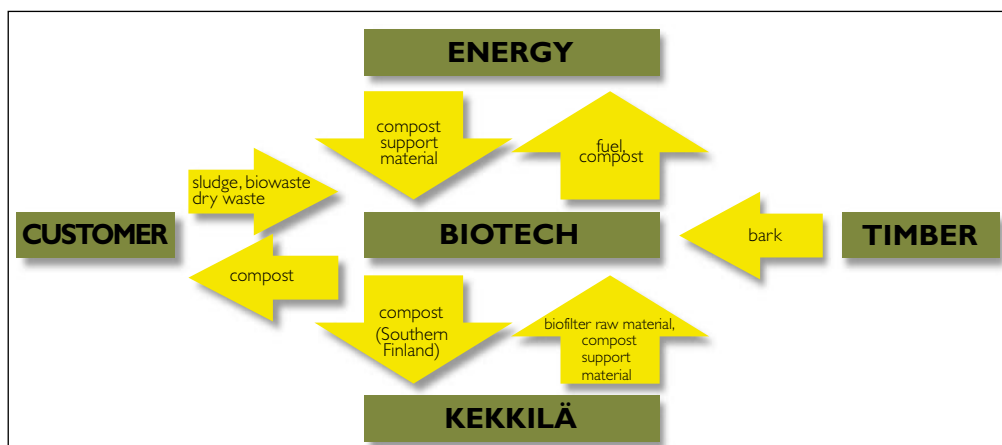 ENERGY
compost
support
material
fuel,
compost
sludge, biowaste
dry waste
CUSTOMER
BIOTECH
bark
TIMBER
compost
compost
(Southern
Finland)
biofilter raw material,
compost
support
material
KEKKILÄ